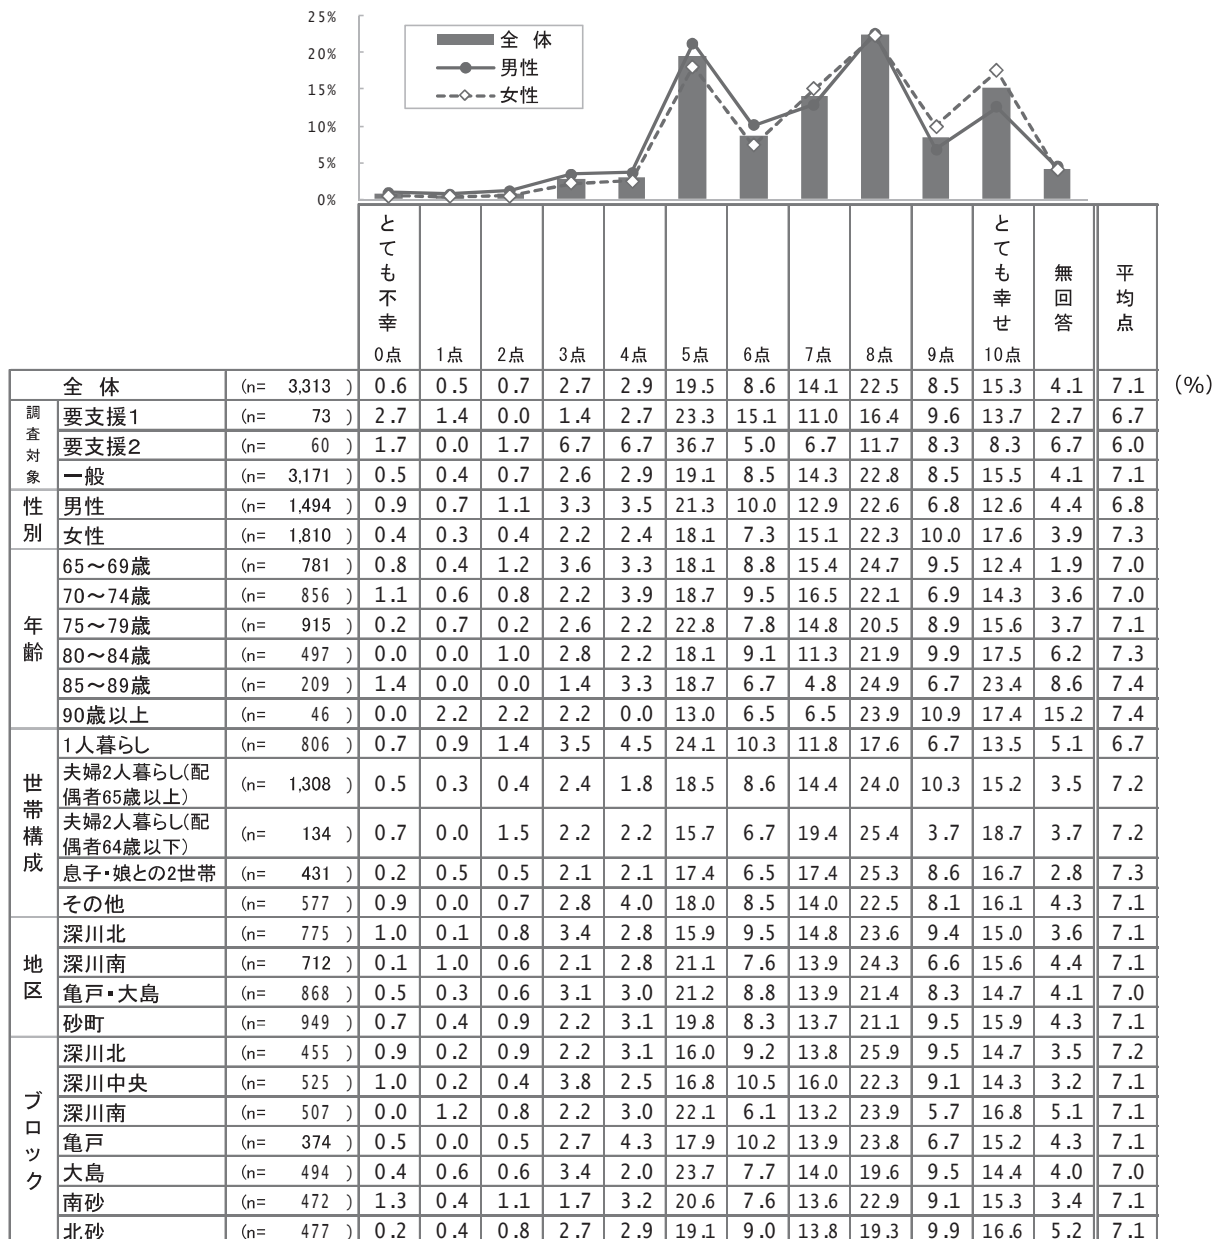 25%
20%
15%
10%
5%
0%
全 体
男性
女性
とても不幸 とても幸せ 無回答 平均点
0点 1点 2点 3点 4点 5点 6点 7点 8点 9点 10点
全 体 (n= 3,313 ) 0.6 0.5 0.7 2.7 2.9 19.5 8.6 14.1 22.5 8.5 15.3 4.1 7.1 (%)
調査対象
要支援1 (n= 73 ) 2.7 1.4 0.0 1.4 2.7 23.3 15.1 11.0 16.4 9.6 13.7 2.7 6.7
要支援2 (n= 60 ) 1.7 0.0 1.7 6.7 6.7 36.7 5.0 6.7 11.7 8.3 8.3 6.7 6.0
一般 (n= 3,171 ) 0.5 0.4 0.7 2.6 2.9 19.1 8.5 14.3 22.8 8.5 15.5 4.1 7.1
性別
男性 (n= 1,494 ) 0.9 0.7 1.1 3.3 3.5 21.3 10.0 12.9 22.6 6.8 12.6 4.4 6.8
女性 (n= 1,810 ) 0.4 0.3 0.4 2.2 2.4 18.1 7.3 15.1 22.3 10.0 17.6 3.9 7.3
年齢
65～69歳 (n= 781 ) 0.8 0.4 1.2 3.6 3.3 18.1 8.8 15.4 24.7 9.5 12.4 1.9 7.0
70～74歳 (n= 856 ) 1.1 0.6 0.8 2.2 3.9 18.7 9.5 16.5 22.1 6.9 14.3 3.6 7.0
75～79歳 (n= 915 ) 0.2 0.7 0.2 2.6 2.2 22.8 7.8 14.8 20.5 8.9 15.6 3.7 7.1
80～84歳 (n= 497 ) 0.0 0.0 1.0 2.8 2.2 18.1 9.1 11.3 21.9 9.9 17.5 6.2 7.3
85～89歳 (n= 209 ) 1.4 0.0 0.0 1.4 3.3 18.7 6.7 4.8 24.9 6.7 23.4 8.6 7.4
90歳以上 (n= 46 ) 0.0 2.2 2.2 2.2 0.0 13.0 6.5 6.5 23.9 10.9 17.4 15.2 7.4
世帯構成
1人暮らし (n= 806 ) 0.7 0.9 1.4 3.5 4.5 24.1 10.3 11.8 17.6 6.7 13.5 5.1 6.7
夫婦2人暮らし(配
偶者65歳以上) (n= 1,308 ) 0.5 0.3 0.4 2.4 1.8 18.5 8.6 14.4 24.0 10.3 15.2 3.5 7.2
夫婦2人暮らし(配
偶者64歳以下) (n= 134 ) 0.7 0.0 1.5 2.2 2.2 15.7 6.7 19.4 25.4 3.7 18.7 3.7 7.2
息子・娘との2世帯 (n= 431 ) 0.2 0.5 0.5 2.1 2.1 17.4 6.5 17.4 25.3 8.6 16.7 2.8 7.3
その他 (n= 577 ) 0.9 0.0 0.7 2.8 4.0 18.0 8.5 14.0 22.5 8.1 16.1 4.3 7.1
地区
深川北 (n= 775 ) 1.0 0.1 0.8 3.4 2.8 15.9 9.5 14.8 23.6 9.4 15.0 3.6 7.1
深川南 (n= 712 ) 0.1 1.0 0.6 2.1 2.8 21.1 7.6 13.9 24.3 6.6 15.6 4.4 7.1
亀戸・大島 (n= 868 ) 0.5 0.3 0.6 3.1 3.0 21.2 8.8 13.9 21.4 8.3 14.7 4.1 7.0
砂町 (n= 949 ) 0.7 0.4 0.9 2.2 3.1 19.8 8.3 13.7 21.1 9.5 15.9 4.3 7.1
ブロック
深川北 (n= 455 ) 0.9 0.2 0.9 2.2 3.1 16.0 9.2 13.8 25.9 9.5 14.7 3.5 7.2
深川中央 (n= 525 ) 1.0 0.2 0.4 3.8 2.5 16.8 10.5 16.0 22.3 9.1 14.3 3.2 7.1
深川南 (n= 507 ) 0.0 1.2 0.8 2.2 3.0 22.1 6.1 13.2 23.9 5.7 16.8 5.1 7.1
亀戸 (n= 374 ) 0.5 0.0 0.5 2.7 4.3 17.9 10.2 13.9 23.8 6.7 15.2 4.3 7.1
大島 (n= 494 ) 0.4 0.6 0.6 3.4 2.0 23.7 7.7 14.0 19.6 9.5 14.4 4.0 7.0
南砂 (n= 472 ) 1.3 0.4 1.1 1.7 3.2 20.6 7.6 13.6 22.9 9.1 15.3 3.4 7.1
北砂 (n= 477 ) 0.2 0.4 0.8 2.7 2.9 19.1 9.0 13.8 19.3 9.9 16.6 5.2 7.1